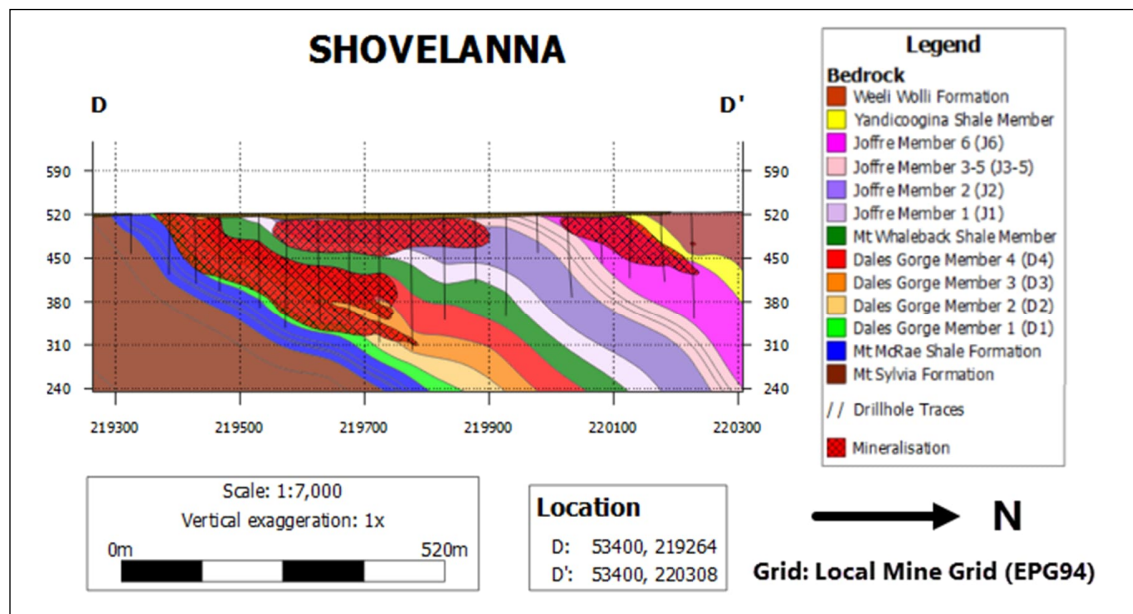 SHOVELANNA
D D'
590 590
520 520
450 450
380 380
310 310
240 240
219300 219500 219700 219900 220100 220300
Legend
Bedrock
Weeli Wolli Formation
Yandicoogina Shale Member
Joffre Member 6 (J6)
Joffre Member 3-5 (J3-5)
Joffre Member 2 (J2)
Joffre Member 1 (J1)
Mt Whaleback Shale Member
Dales Gorge Member 4 (D4)
Dales Gorge Member 3 (D3)
Dales Gorge Member 2 (D2)
Dales Gorge Member 1 (D1)
Mt McRae Shale Formation
Mt Sylvia Formation
Drillhole Traces
Mineralisation
Scale: 1:7,000
Vertical exaggeration: 1x
0m 520m
Location
D: 53400, 219264
D': 53400, 220308
N
Grid: Local Mine Grid (EPG94)